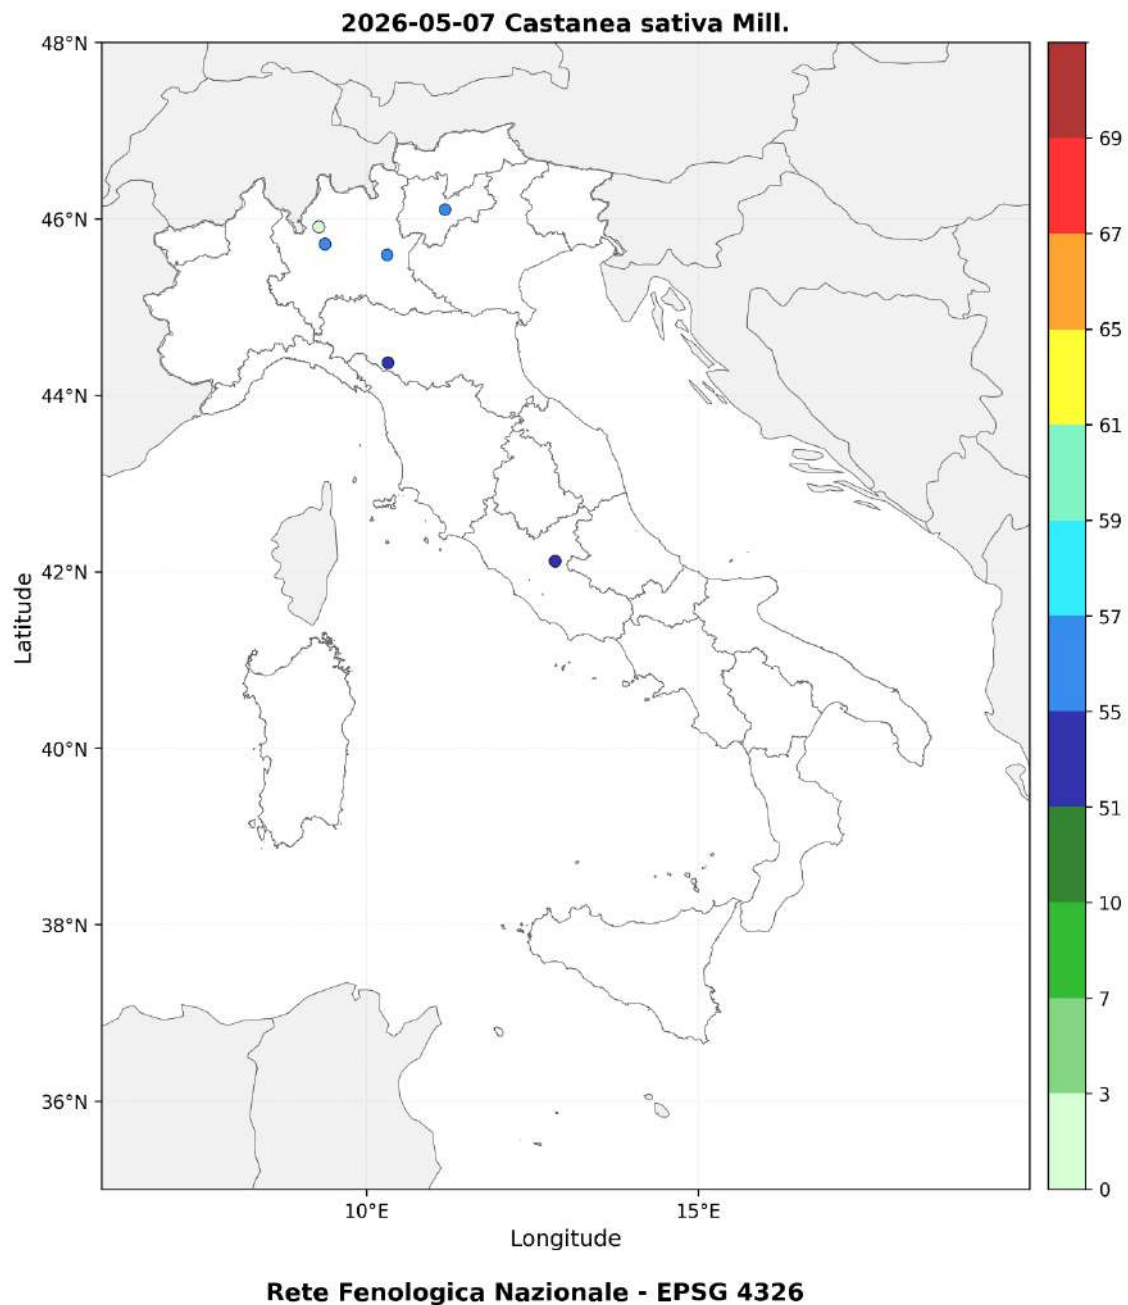 2026-05-07 Castanea sativa Mill.
48°N
46°N
44°N
42°N
40°N
38°N
36°N
Latitude
10°E
15°E
Longitude
69
67
65
61
59
57
55
51
10
7
3
0
Rete Fenologica Nazionale - EPSG 4326